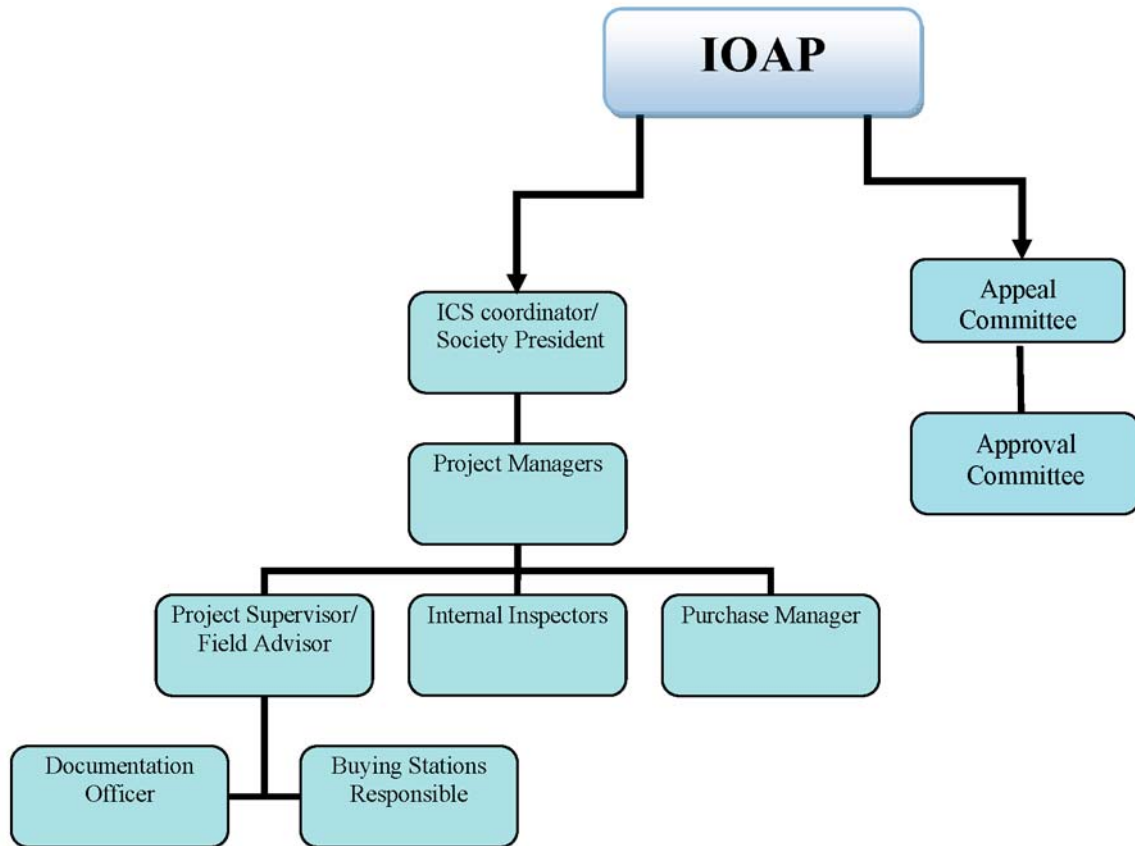 IOAP
ICS coordinator/
Society President
Appeal
Committee
Project Managers
Approval
Committee
Project Supervisor/
Field Advisor
Internal Inspectors
Purchase Manager
Documentation
Officer
Buying Stations
Responsible